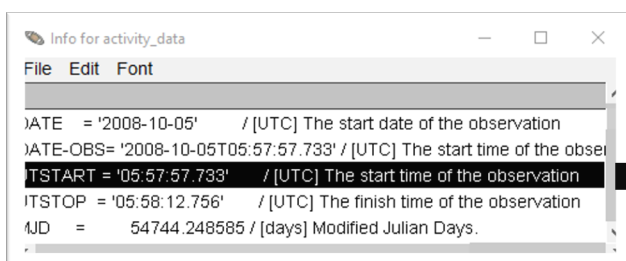 Info for activity_data
File Edit Font
)ATE = '2008-10-05' / [UTC] The start date of the observation
)ATE-OBS= '2008-10-05T05:57:57.733' / [UTC] The start time of the obser
JTSTART = '05:57:57.733' / [UTC] The start time of the observation
JTSTOP = '05:58:12.756' / [UTC] The finish time of the observation
MJD = 54744.248585 / [days] Modified Julian Days.